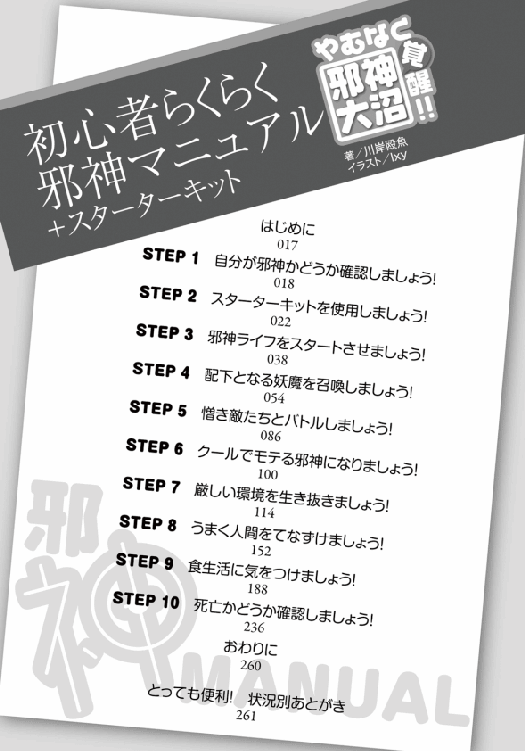 初心者らくらく
邪神マニュアル
+スターターキット
やむなく覚醒!!
邪神
大沼
著/川岸殴魚
イラスト/Ixy
はじめに
017
STEP 1 自分が邪神かどうか確認しましょう!
018
STEP 2 スターターキットを使用しましょう!
022
STEP 3 邪神ライフをスタートさせましょう!
038
STEP 4 配下となる妖魔を召喚しましょう!
054
STEP 5 憎き敵たちとバトルしましょう!
086
STEP 6 クールでモテる邪神になりましょう!
100
STEP 7 厳しい環境を生き抜きましょう!
114
STEP 8 うまく人間をてなずけましょう!
152
STEP 9 食生活に気をつけましょう!
188
STEP 10 死亡かどうか確認しましょう!
236
おわりに
260
とっても便利! 状況別あとがき
261
邪神
MANUAL